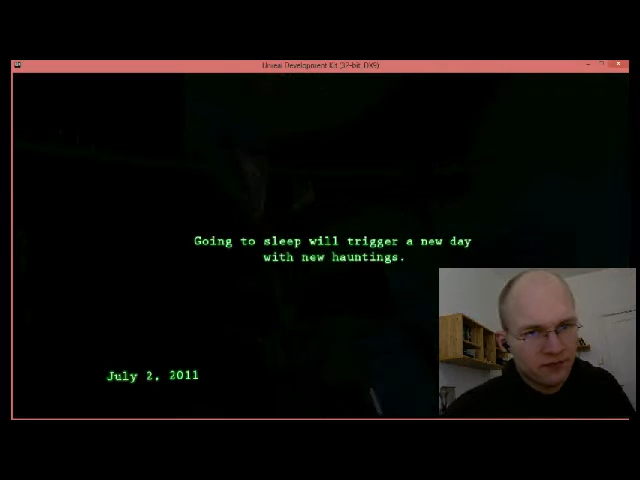 Unreal Development Kit (32-bit, DX9)
Going to sleep will trigger a new day
with new hauntings.
July 2, 2011